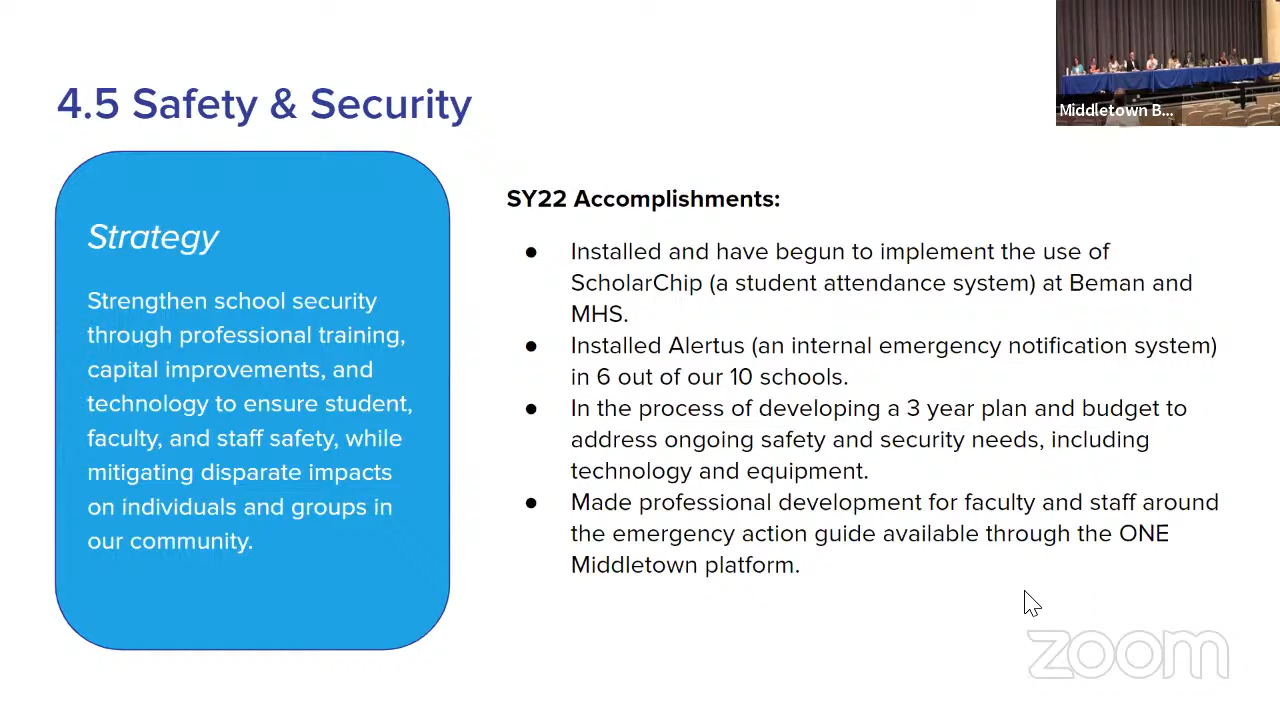 Middletown B...
4.5 Safety & Security
Strategy
Strengthen school security
through professional training,
capital improvements, and
technology to ensure student,
faculty, and staff safety, while
mitigating disparate impacts
on individuals and groups in
our community.
SY22 Accomplishments:
● Installed and have begun to implement the use of
ScholarChip (a student attendance system) at Beman and
MHS.
● Installed Alertus (an internal emergency notification system)
in 6 out of our 10 schools.
● In the process of developing a 3 year plan and budget to
address ongoing safety and security needs, including
technology and equipment.
● Made professional development for faculty and staff around
the emergency action guide available through the ONE
Middletown platform.
zoom